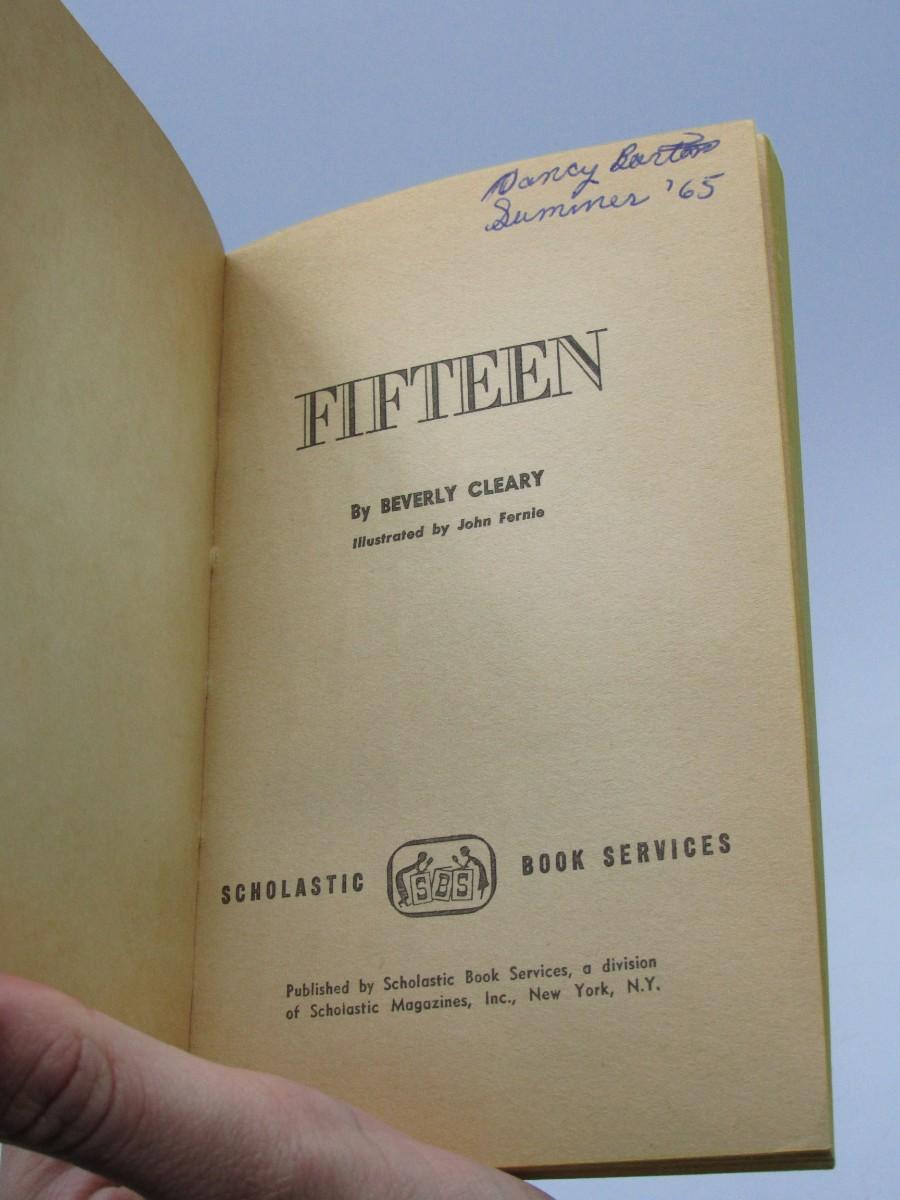 Nancy Barton
Summer '65
FIFTEEN
By BEVERLY CLEARY
Illustrated by John Fernie
SCHOLASTIC SBS BOOK SERVICES
Published by Scholastic Book Services, a division
of Scholastic Magazines, Inc., New York, N.Y.